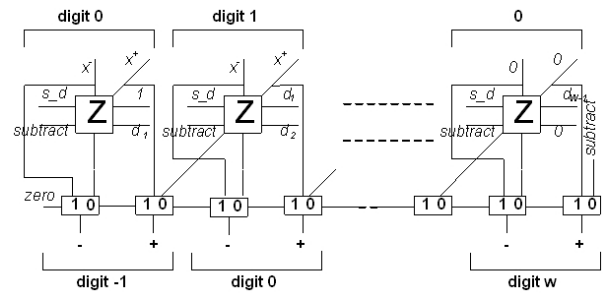 digit 0 digit 1 0
x- x+ x- x+ 0 0
s_d 1 s_d d1 s_d dw-1
Z Z Z
subtract d1 subtract d2 subtract 0 subtract
zero 1 0 1 0 1 0 1 0 1 0 1 0 1 0
- + - + - +
digit -1 digit 0 digit w